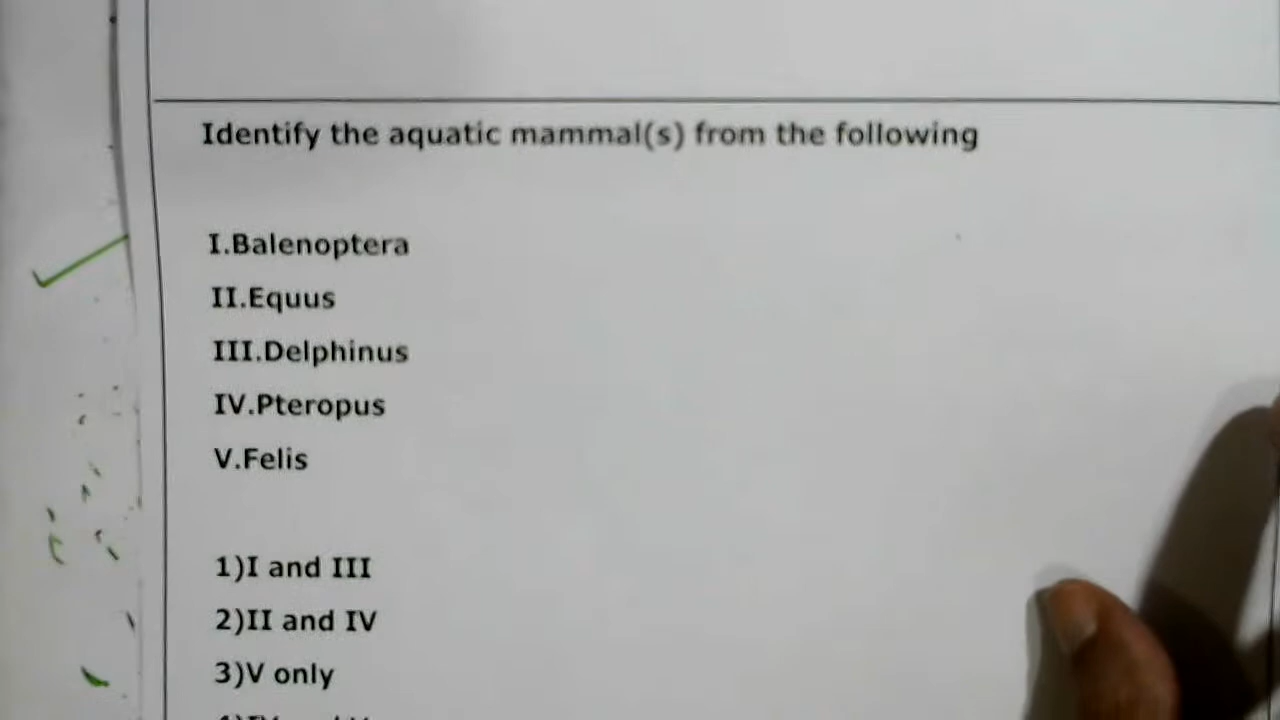 Identify the aquatic mammal(s) from the following
I.Balenoptera
II.Equus
III.Delphinus
IV.Pteropus
V.Felis
1)I and III
2)II and IV
3)V only